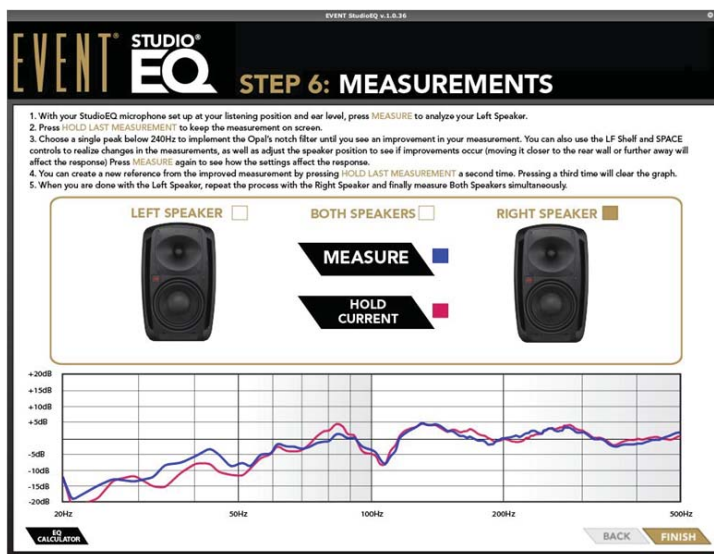 EVENT StudioEQ v.1.0.36
EVENT® STUDIO® EQ
STEP 6: MEASUREMENTS
1. With your StudioEQ microphone set up at your listening position and ear level, press MEASURE to analyze your Left Speaker.
2. Press HOLD LAST MEASUREMENT to keep the measurement on screen.
3. Choose a single peak below 240Hz to implement the Opal's notch filter until you see an improvement in your measurement. You can also use the LF Shelf and SPACE
controls to realize changes in the measurements, as well as adjust the speaker position to see if improvements occur (moving it closer to the rear wall or further away will
affect the response) Press MEASURE again to see how the settings affect the response.
4. You can create a new reference from the improved measurement by pressing HOLD LAST MEASUREMENT a second time. Pressing a third time will clear the graph.
5. When you are done with the Left Speaker, repeat the process with the Right Speaker and finally measure Both Speakers simultaneously.
LEFT SPEAKER
BOTH SPEAKERS
RIGHT SPEAKER
MEASURE
HOLD
CURRENT
+20dB
+15dB
+10dB
+5dB
-5dB
-10dB
-15dB
-20dB
20Hz
50Hz
100Hz
200Hz
500Hz
EQ
CALCULATOR
BACK
FINISH